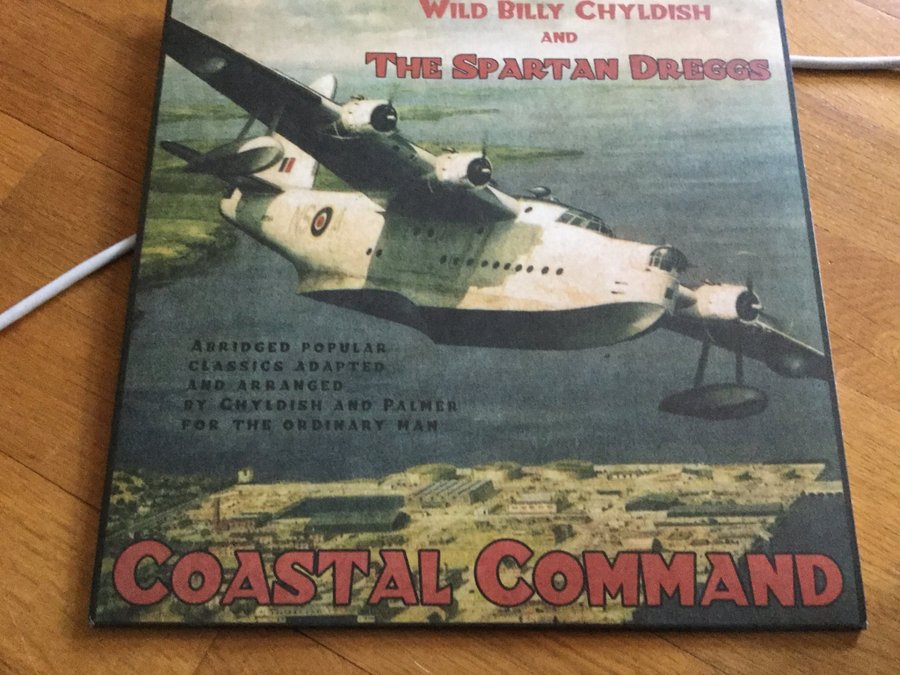 WILD BILLY CHYLDISH
AND
THE SPARTAN DREGGS
ABRIDGED POPULAR
CLASSICS ADAPTED
AND ARRANGED
BY CHYLDISH AND PALMER
FOR THE ORDINARY MAN
COASTAL COMMAND